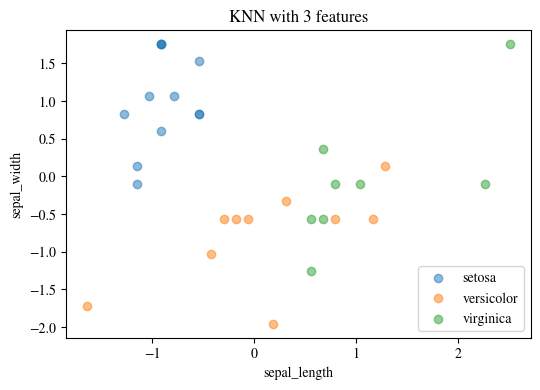 KNN with 3 features
sepal_width
1.5
1.0
0.5
0.0
−0.5
−1.0
−1.5
−2.0
−1
0
1
2
sepal_length
setosa
versicolor
virginica